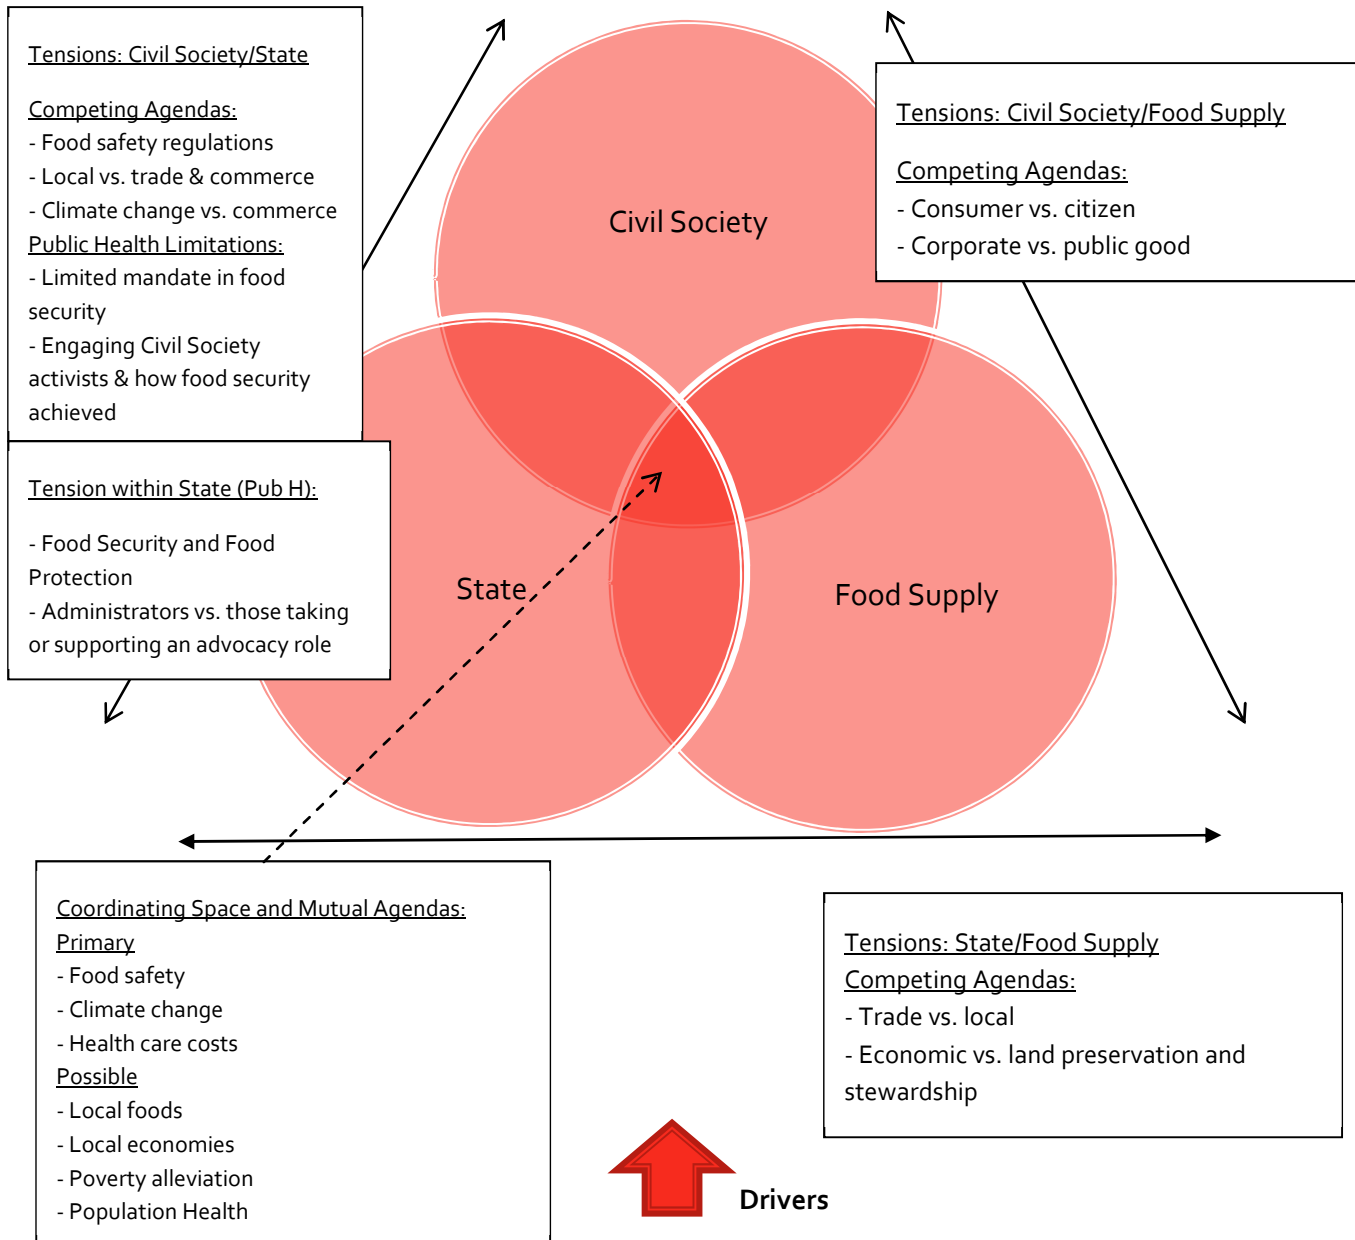 Tensions: Civil Society/State
Competing Agendas:
- Food safety regulations
- Local vs. trade & commerce
- Climate change vs. commerce
Public Health Limitations:
- Limited mandate in food
security
- Engaging Civil Society
activists & how food security
achieved
Tensions: Civil Society/Food Supply
Competing Agendas:
- Consumer vs. citizen
- Corporate vs. public good
Civil Society
Tension within State (Pub H):
- Food Security and Food
Protection
- Administrators vs. those taking
or supporting an advocacy role
State
Food Supply
Coordinating Space and Mutual Agendas:
Primary
- Food safety
- Climate change
- Health care costs
Possible
- Local foods
- Local economies
- Poverty alleviation
- Population Health
Tensions: State/Food Supply
Competing Agendas:
- Trade vs. local
- Economic vs. land preservation and
stewardship
Drivers